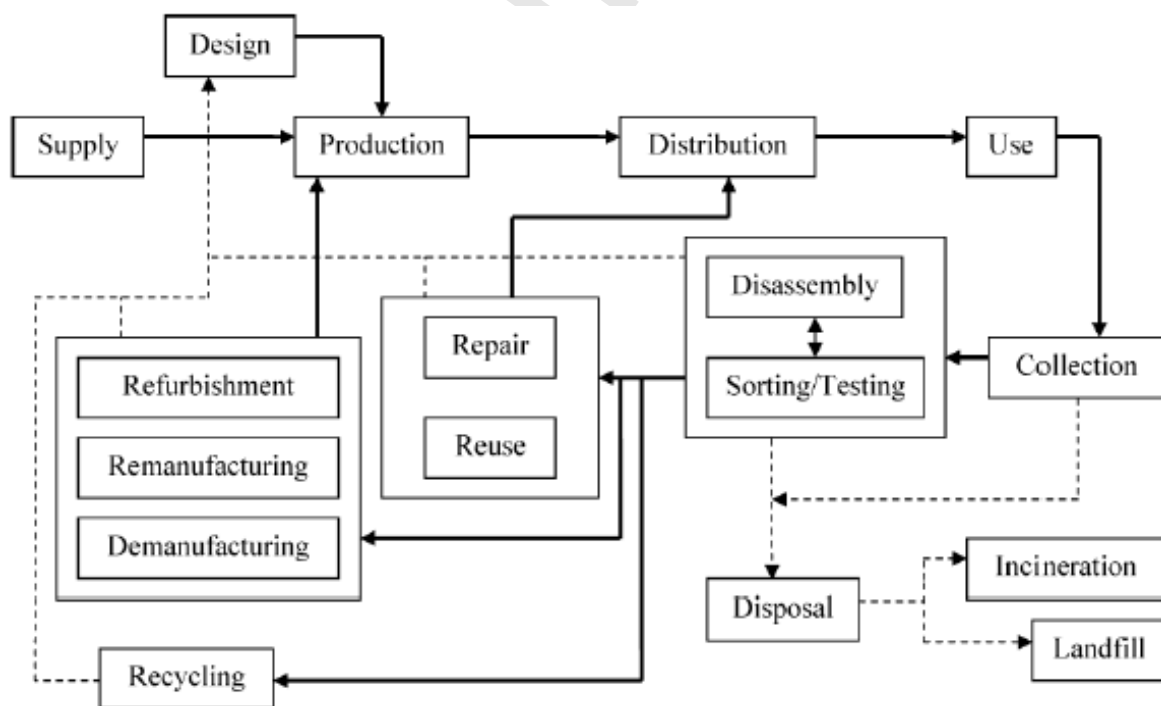 Design
Supply
Production
Distribution
Use
Disassembly
Repair
Collection
Refurbishment
Sorting/Testing
Reuse
Remanufacturing
Demanufacturing
Incineration
Disposal
Landfill
Recycling